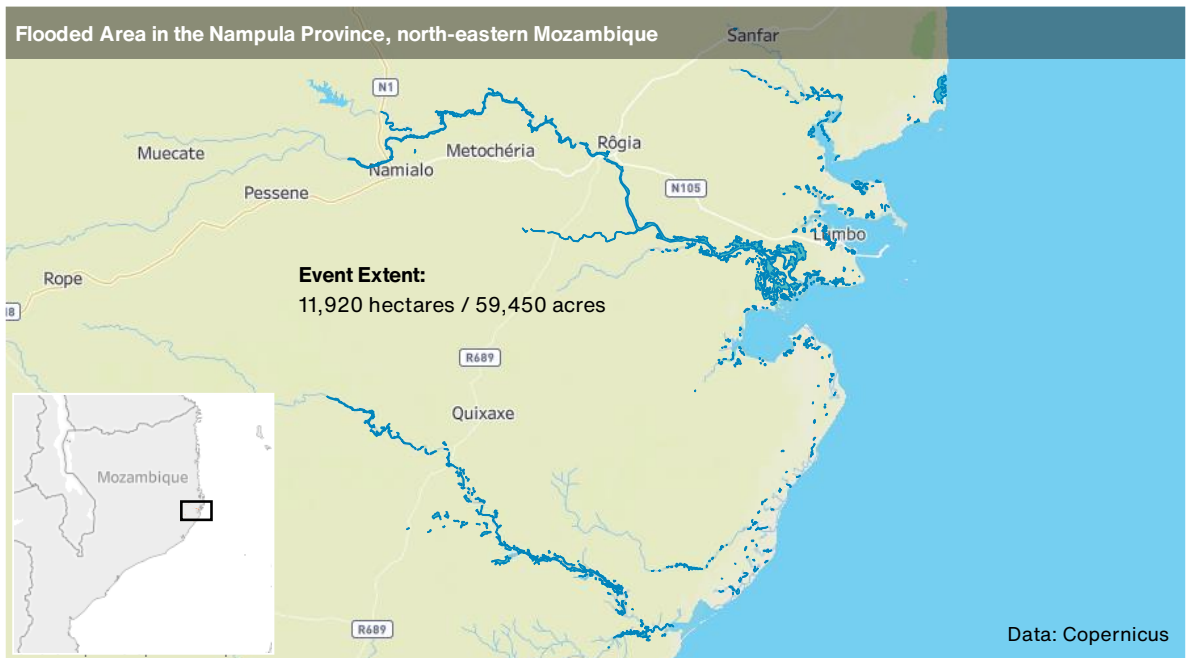 Flooded Area in the Nampula Province, north-eastern Mozambique
Sanfar
N1
Muecate
Metochéria
Rôgia
Namialo
Pessene
N105
Lumbo
Rope
Event Extent:
11,920 hectares / 59,450 acres
R689
Quixaxe
Mozambique
R689
Data: Copernicus